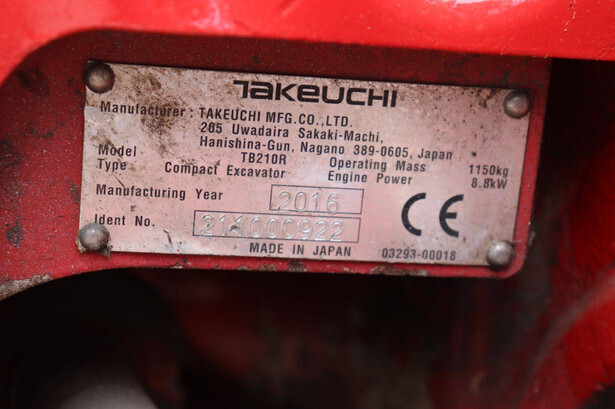 TAKEUCHI
Manufacturer : TAKEUCHI MFG.CO.,LTD.
205 Uwadaira Sakaki-Machi,
Hanishina-Gun, Nagano 389-0605, Japan
Model TB210R Operating Mass 1150kg
Type Compact Excavator Engine Power 8.8kW
Manufacturing Year 2016
Ident No. 211000922
CE
MADE IN JAPAN 03293-00018